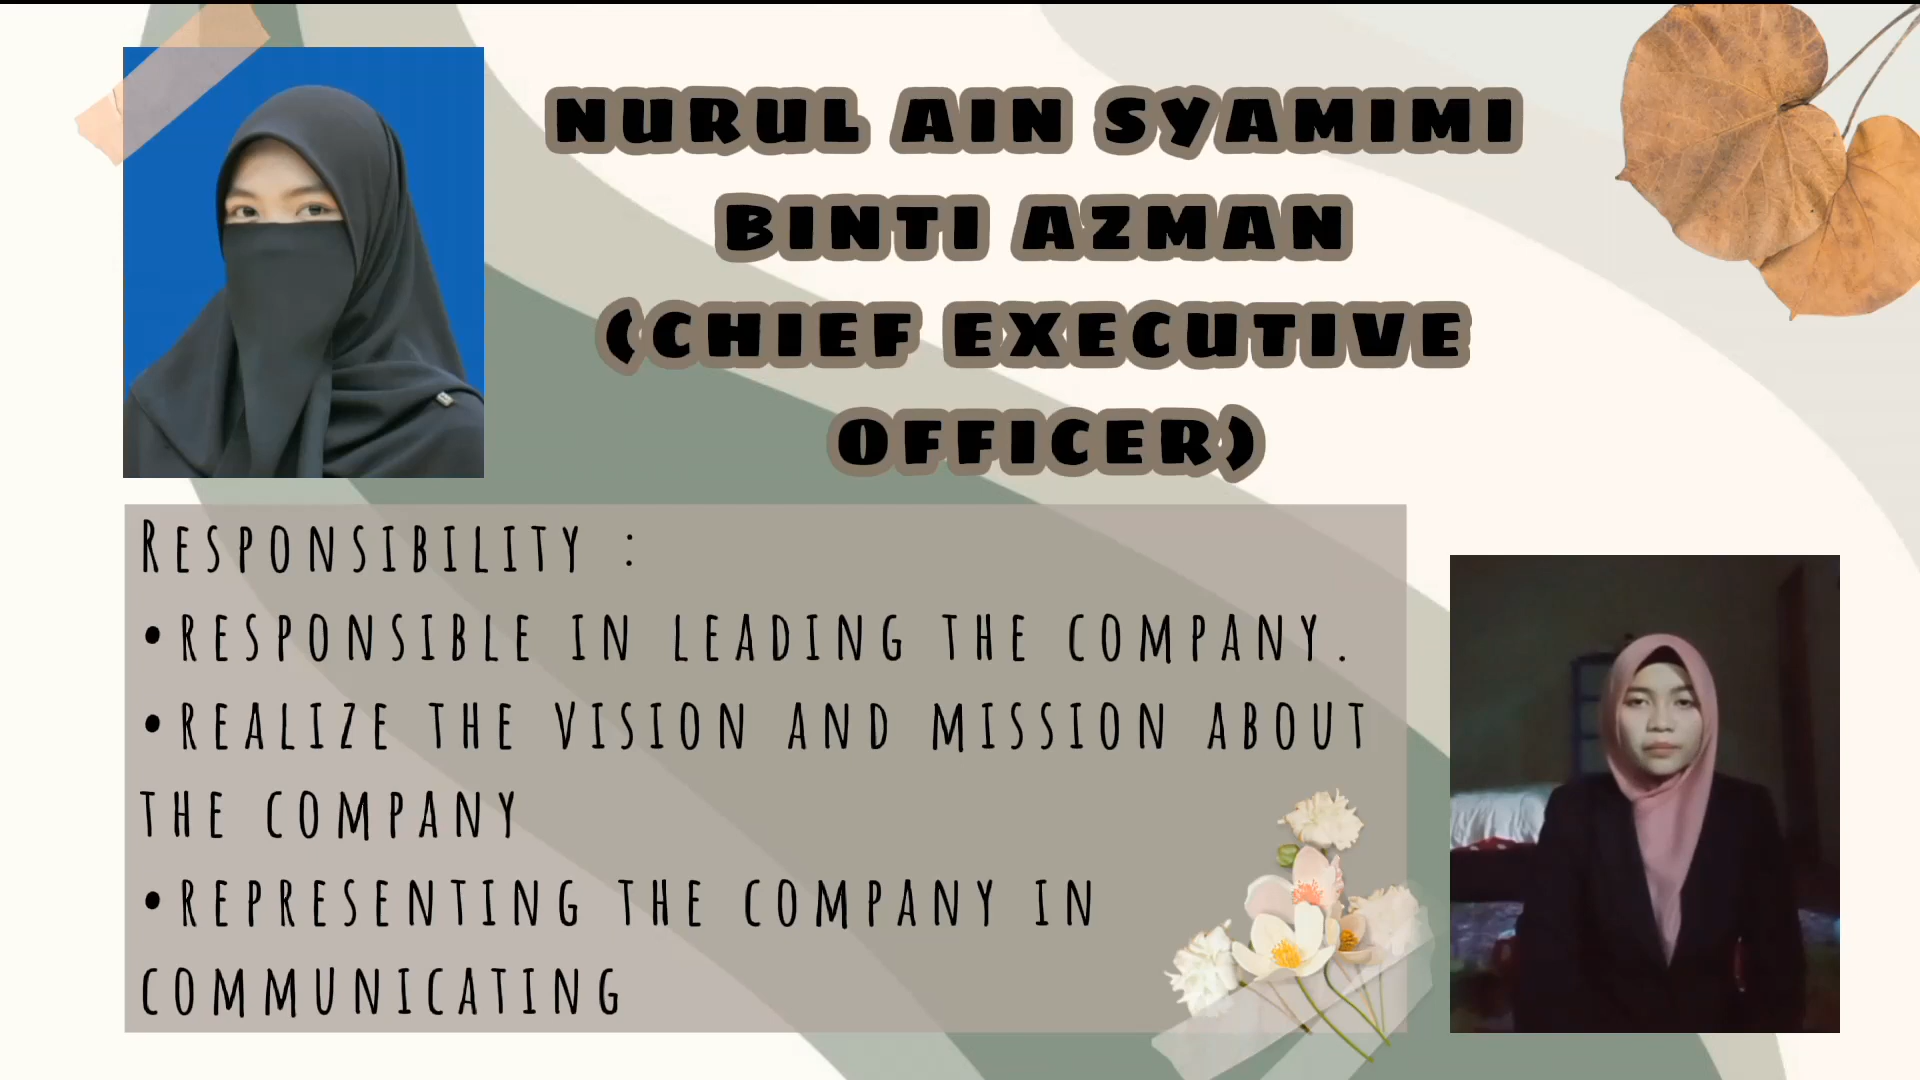 NURUL AIN SYAMIMI
BINTI AZMAN
(CHIEF EXECUTIVE
OFFICER)
RESPONSIBILITY :
•RESPONSIBLE IN LEADING THE COMPANY.
•REALIZE THE VISION AND MISSION ABOUT
THE COMPANY
•REPRESENTING THE COMPANY IN
COMMUNICATING